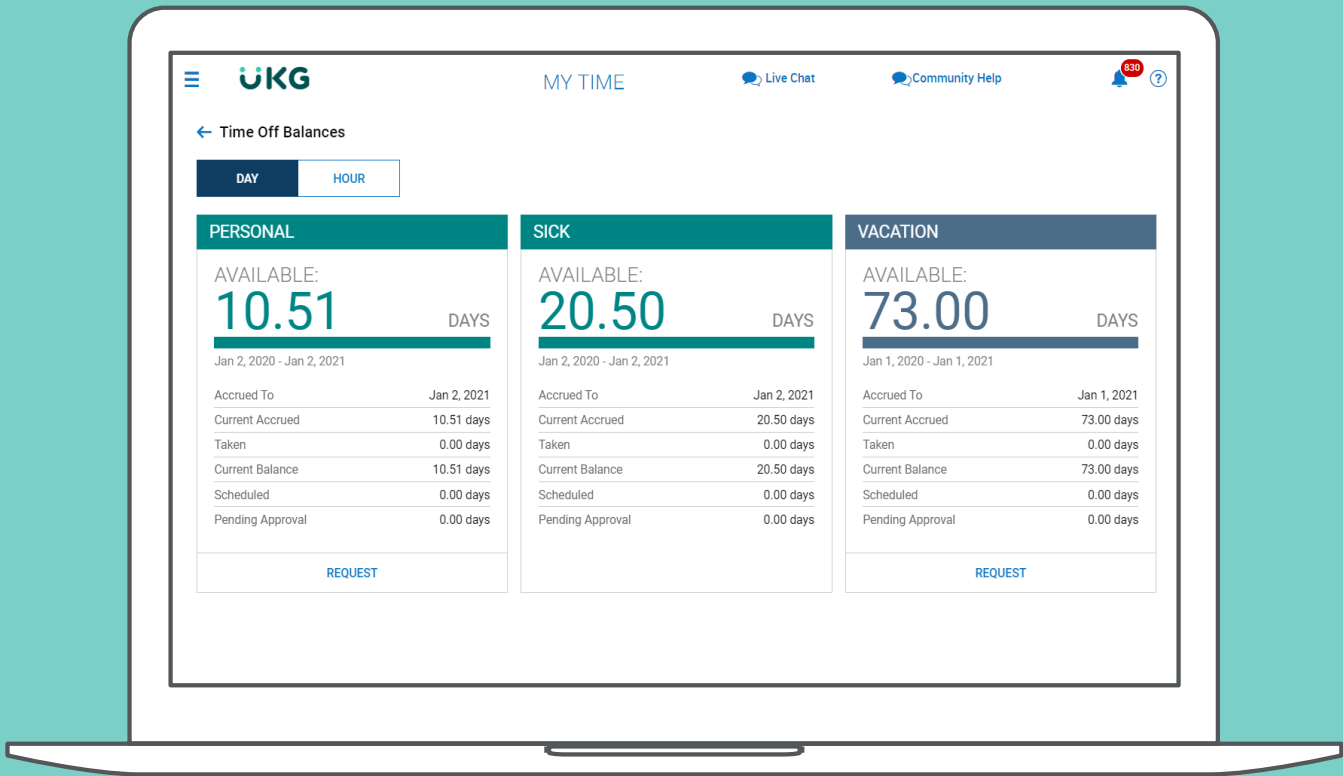 UKG
MY TIME
Live Chat
Community Help
830
?
Time Off Balances
DAY
HOUR
PERSONAL
AVAILABLE:
10.51 DAYS
Jan 2, 2020 - Jan 2, 2021
Accrued To Jan 2, 2021
Current Accrued 10.51 days
Taken 0.00 days
Current Balance 10.51 days
Scheduled 0.00 days
Pending Approval 0.00 days
REQUEST
SICK
AVAILABLE:
20.50 DAYS
Jan 2, 2020 - Jan 2, 2021
Accrued To Jan 2, 2021
Current Accrued 20.50 days
Taken 0.00 days
Current Balance 20.50 days
Scheduled 0.00 days
Pending Approval 0.00 days
VACATION
AVAILABLE:
73.00 DAYS
Jan 1, 2020 - Jan 1, 2021
Accrued To Jan 1, 2021
Current Accrued 73.00 days
Taken 0.00 days
Current Balance 73.00 days
Scheduled 0.00 days
Pending Approval 0.00 days
REQUEST